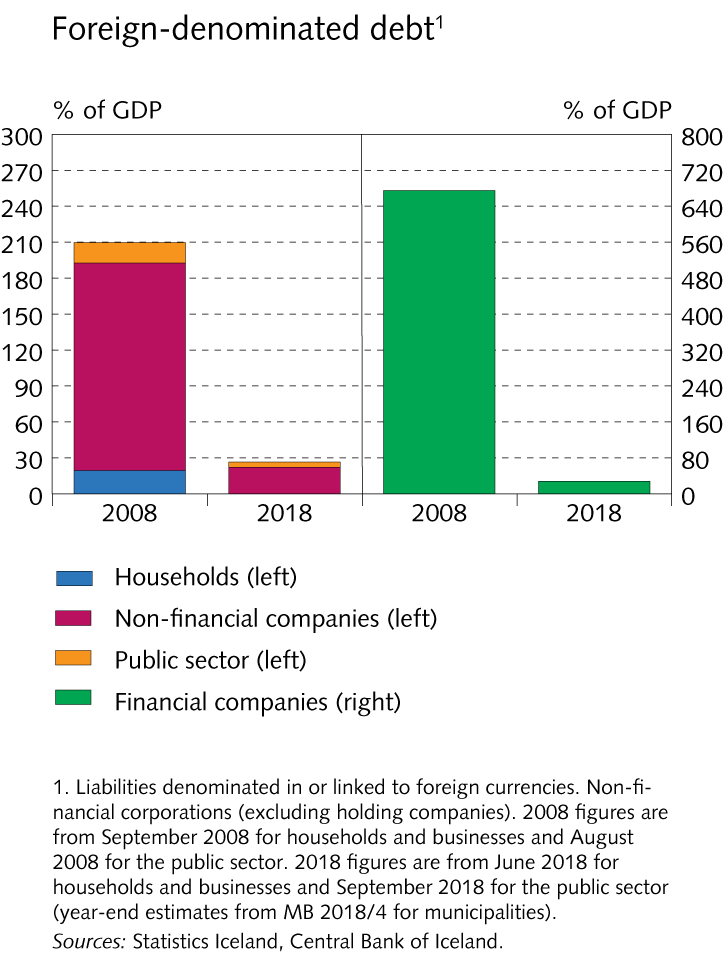 Foreign-denominated debt¹
% of GDP
% of GDP
300
270
240
210
180
150
120
90
60
30
0
800
720
640
560
480
400
320
240
160
80
0
2008
2018
2008
2018
Households (left)
Non-financial companies (left)
Public sector (left)
Financial companies (right)
1. Liabilities denominated in or linked to foreign currencies. Non-fi-
nancial corporations (excluding holding companies). 2008 figures are
from September 2008 for households and businesses and August
2008 for the public sector. 2018 figures are from June 2018 for
households and businesses and September 2018 for the public sector
(year-end estimates from MB 2018/4 for municipalities).
Sources: Statistics Iceland, Central Bank of Iceland.